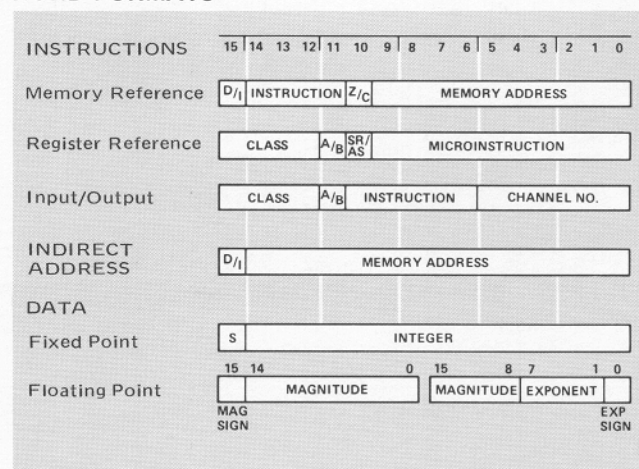 INSTRUCTIONS 15 14 13 12 11 10 9 8 7 6 5 4 3 2 1 0
Memory Reference D/I INSTRUCTION Z/C MEMORY ADDRESS
Register Reference CLASS A/B SR/AS MICROINSTRUCTION
Input/Output CLASS A/B INSTRUCTION CHANNEL NO.
INDIRECT
ADDRESS D/I MEMORY ADDRESS
DATA
Fixed Point S INTEGER
15 14 0 15 8 7 1 0
Floating Point MAGNITUDE MAGNITUDE EXPONENT
MAG EXP
SIGN SIGN